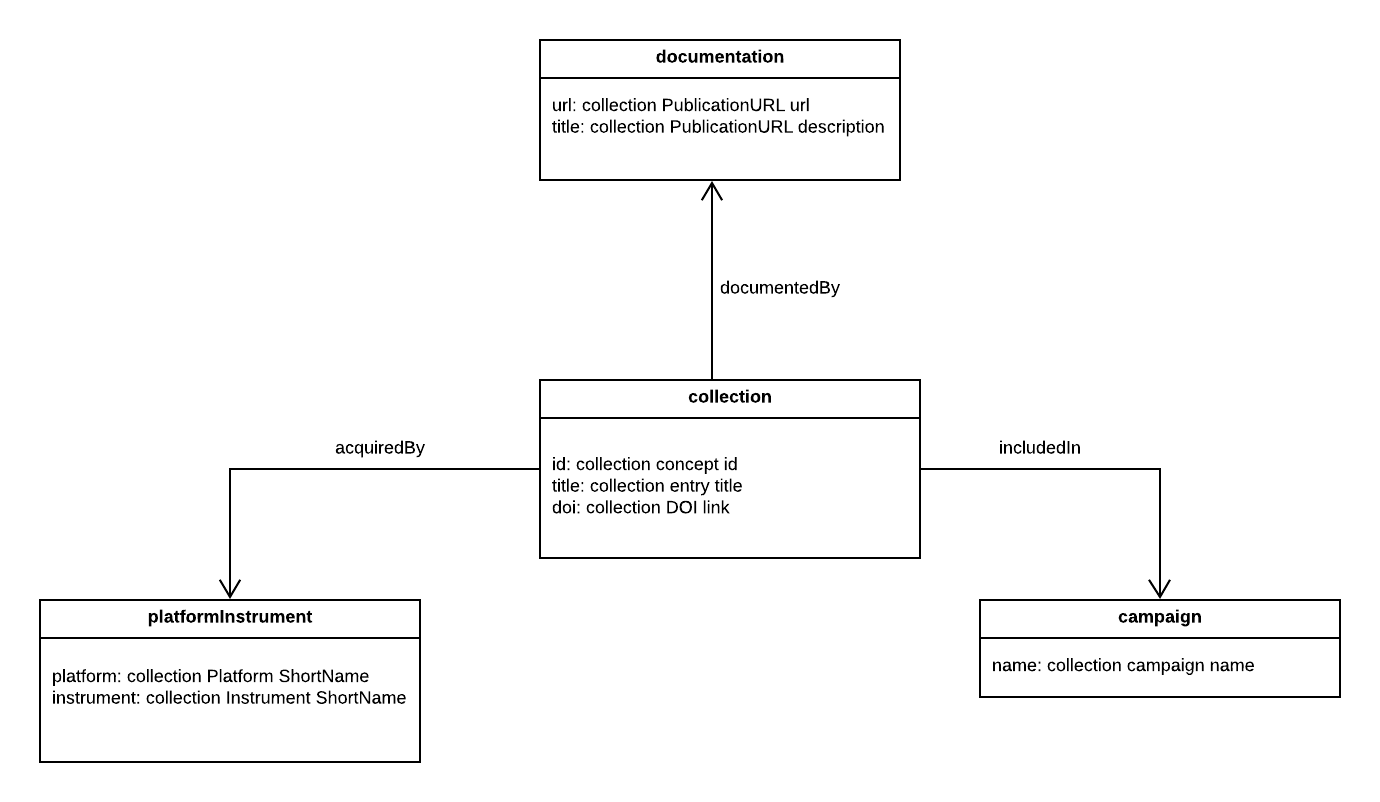 documentation
url: collection PublicationURL url
title: collection PublicationURL description
documentedBy
collection
id: collection concept id
title: collection entry title
doi: collection DOI link
acquiredBy
includedIn
platformInstrument
platform: collection Platform ShortName
instrument: collection Instrument ShortName
campaign
name: collection campaign name